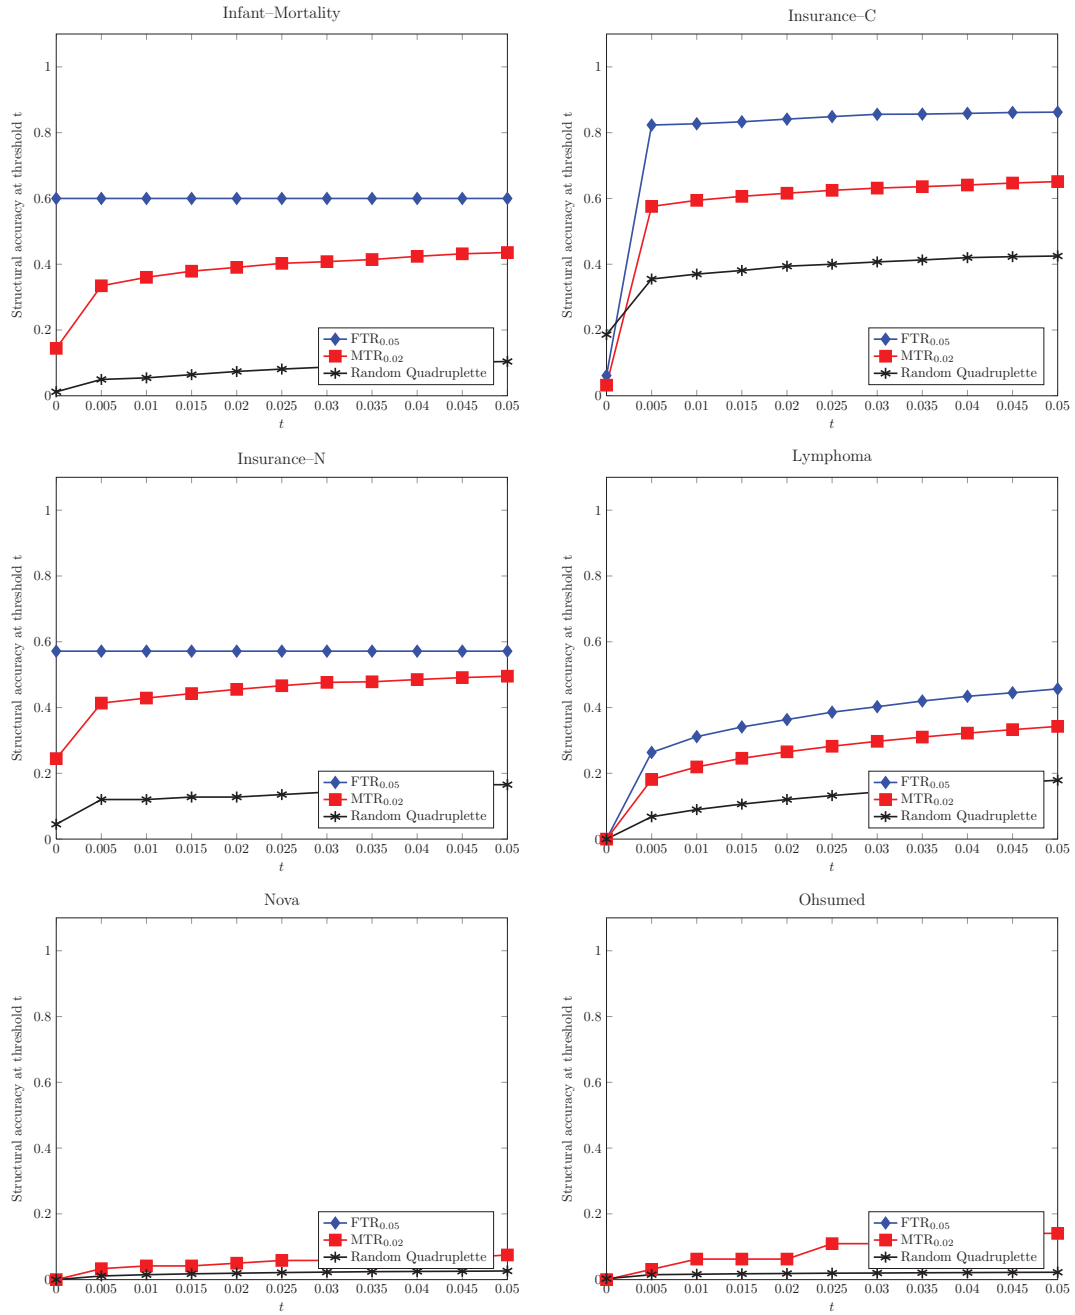 Infant–Mortality
Structural accuracy at threshold t
1
0.8
0.6
0.4
0.2
0
0 0.005 0.01 0.015 0.02 0.025 0.03 0.035 0.04 0.045 0.05
t
FTR0.05
MTR0.02
Random Quadruplette
Insurance–C
Structural accuracy at threshold t
1
0.8
0.6
0.4
0.2
0
0 0.005 0.01 0.015 0.02 0.025 0.03 0.035 0.04 0.045 0.05
t
FTR0.05
MTR0.02
Random Quadruplette
Insurance–N
Structural accuracy at threshold t
1
0.8
0.6
0.4
0.2
0
0 0.005 0.01 0.015 0.02 0.025 0.03 0.035 0.04 0.045 0.05
t
FTR0.05
MTR0.02
Random Quadruplette
Lymphoma
Structural accuracy at threshold t
1
0.8
0.6
0.4
0.2
0
0 0.005 0.01 0.015 0.02 0.025 0.03 0.035 0.04 0.045 0.05
t
FTR0.05
MTR0.02
Random Quadruplette
Nova
Structural accuracy at threshold t
1
0.8
0.6
0.4
0.2
0
0 0.005 0.01 0.015 0.02 0.025 0.03 0.035 0.04 0.045 0.05
t
FTR0.05
MTR0.02
Random Quadruplette
Ohsumed
Structural accuracy at threshold t
1
0.8
0.6
0.4
0.2
0
0 0.005 0.01 0.015 0.02 0.025 0.03 0.035 0.04 0.045 0.05
t
FTR0.05
MTR0.02
Random Quadruplette